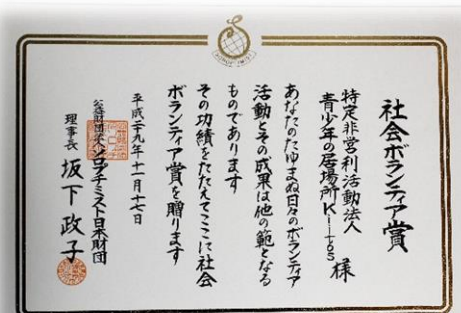 社会ボランティア賞
特定非営利活動法人
青少年の居場所Kiitos 様
あなたのたゆまぬ日々のボランティア
活動とその成果は他の範となる
ものであります
その功績をたたえてここに社会
ボランティア賞を贈ります
平成二十九年十一月十七日
公益財団法人ソロプチミスト日本財団
理事長 坂下政子